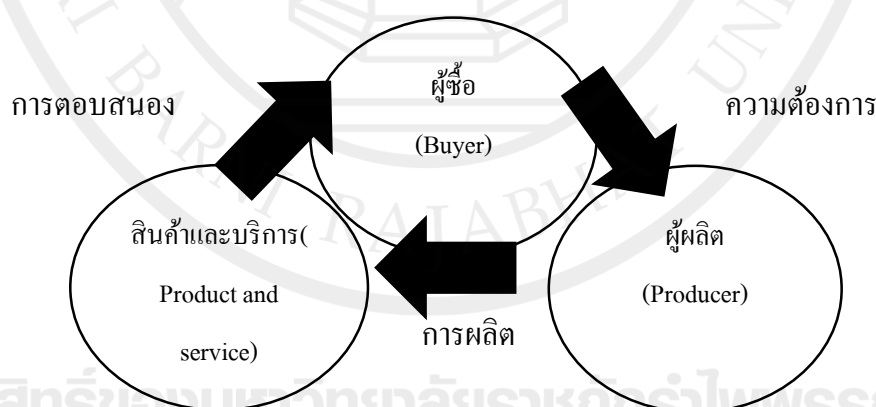 ผู้ซื้อ
(Buyer)
การตอบสนอง
ความต้องการ
สินค้าและบริการ(
Product and
service)
ผู้ผลิต
(Producer)
การผลิต
RAJABH